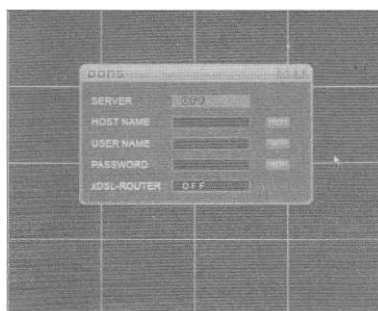 DDNS
SERVER
HOST NAME
USER NAME
PASSWORD
xDSL-ROUTER OFF